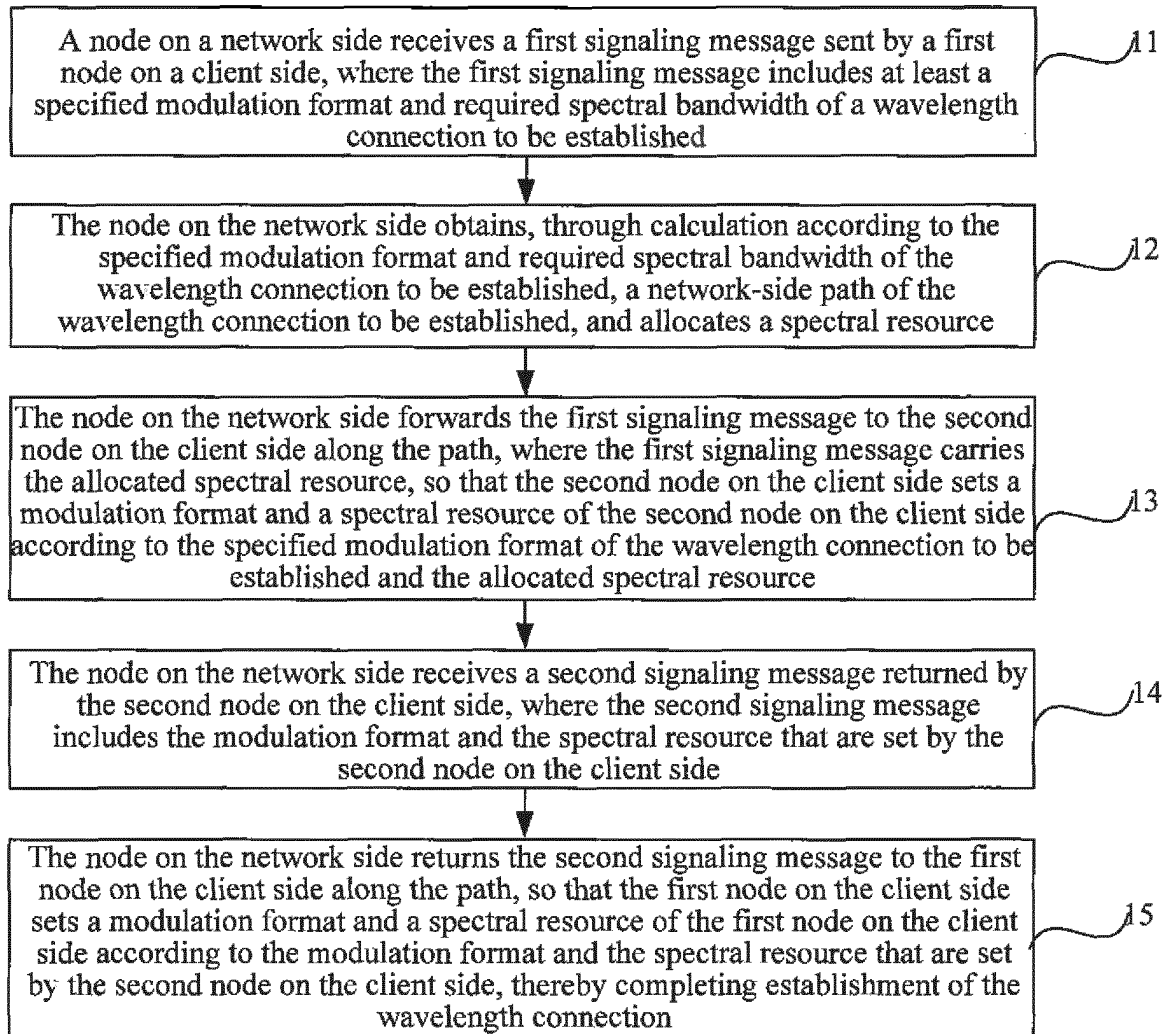 A node on a network side receives a first signaling message sent by a first
node on a client side, where the first signaling message includes at least a
specified modulation format and required spectral bandwidth of a wavelength
connection to be established
11
The node on the network side obtains, through calculation according to the
specified modulation format and required spectral bandwidth of the
wavelength connection to be established, a network-side path of the
wavelength connection to be established, and allocates a spectral resource
12
The node on the network side forwards the first signaling message to the second
node on the client side along the path, where the first signaling message carries
the allocated spectral resource, so that the second node on the client side sets a
modulation format and a spectral resource of the second node on the client side
according to the specified modulation format of the wavelength connection to be
established and the allocated spectral resource
13
The node on the network side receives a second signaling message returned by
the second node on the client side, where the second signaling message
includes the modulation format and the spectral resource that are set by the
second node on the client side
14
The node on the network side returns the second signaling message to the first
node on the client side along the path, so that the first node on the client side
sets a modulation format and a spectral resource of the first node on the client
side according to the modulation format and the spectral resource that are set
by the second node on the client side, thereby completing establishment of the
wavelength connection
15